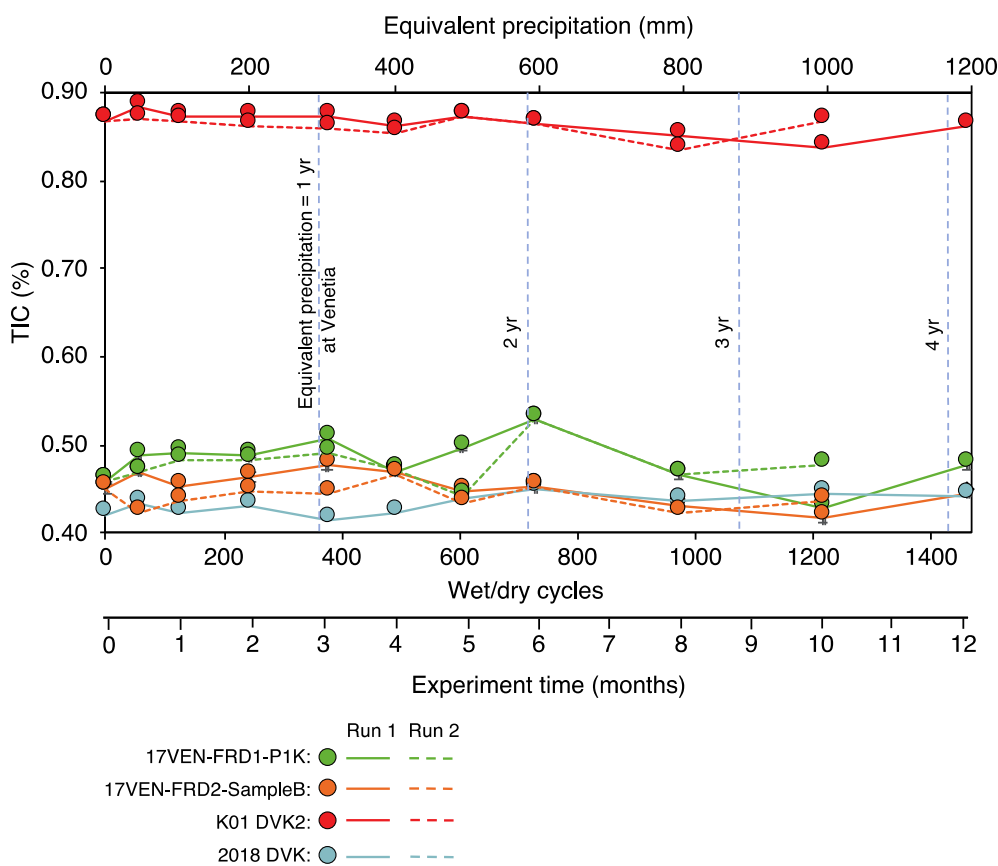 Equivalent precipitation (mm)
0 200 400 600 800 1000 1200
0.90
0.80
0.70
0.60
0.50
0.40
TIC (%)
Equivalent precipitation = 1 yr
at Venetia
2 yr
3 yr
4 yr
0 200 400 600 800 1000 1200 1400
Wet/dry cycles
0 1 2 3 4 5 6 7 8 9 10 11 12
Experiment time (months)
Run 1 Run 2
17VEN-FRD1-P1K:
17VEN-FRD2-SampleB:
K01 DVK2:
2018 DVK: